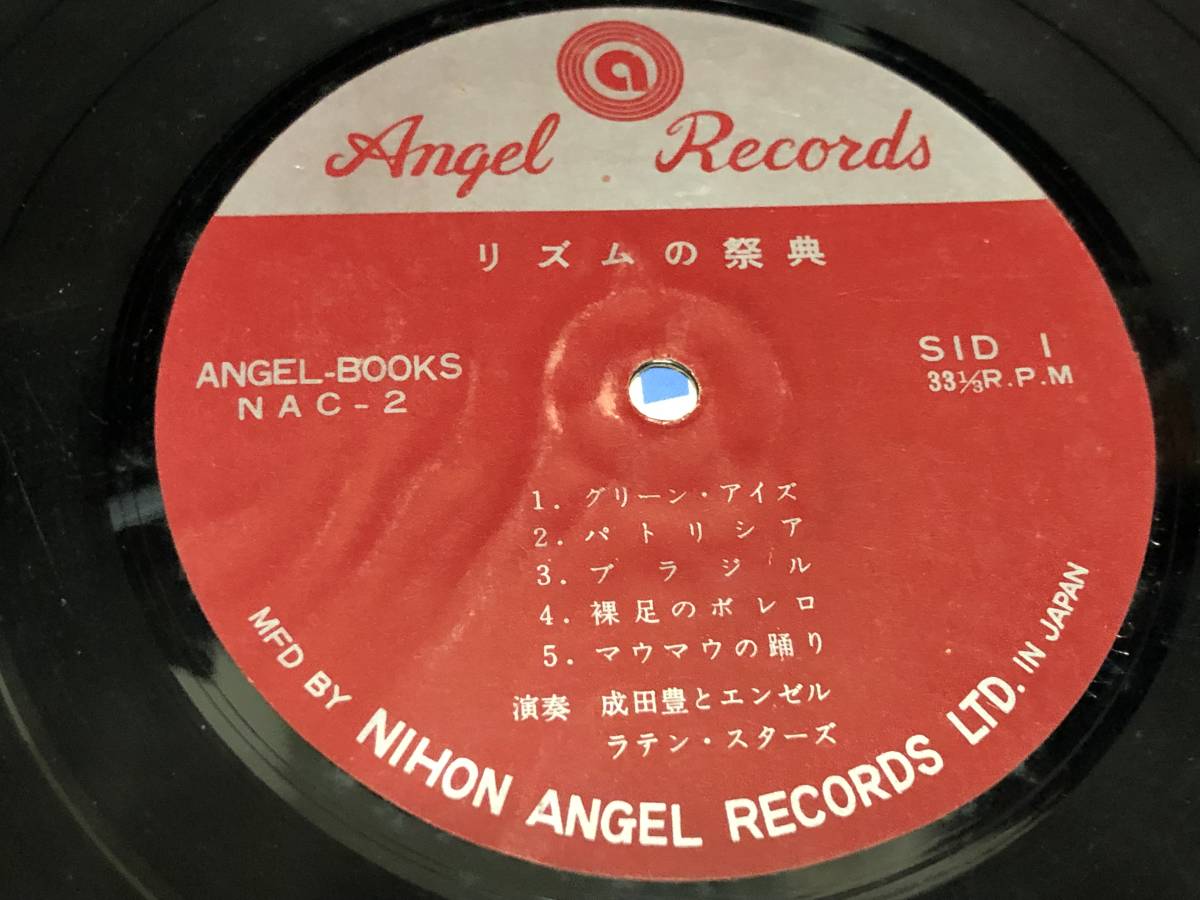 a
Angel Records
リズムの祭典
ANGEL-BOOKS
NAC-2
SID 1
33⅓R.P.M
1. グリーン・アイズ
2. パトリシア
3. ブラジル
4. 裸足のボレロ
5. マウマウの踊り
演奏 成田豊とエンゼル
ラテン・スターズ
MFD BY NIHON ANGEL RECORDS LTD. IN JAPAN